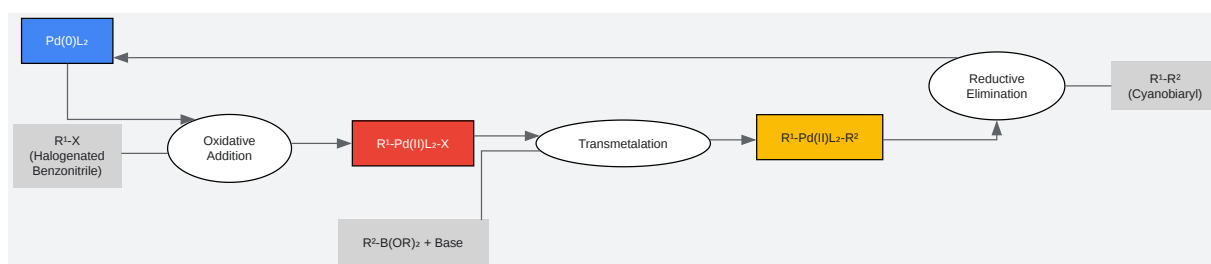 Pd(0)L₂
R¹-X
(Halogenated
Benzonitrile)
Oxidative
Addition
R¹-Pd(II)L₂-X
R²-B(OR)₂ + Base
Transmetalation
R¹-Pd(II)L₂-R²
Reductive
Elimination
R¹-R²
(Cyanobiaryl)